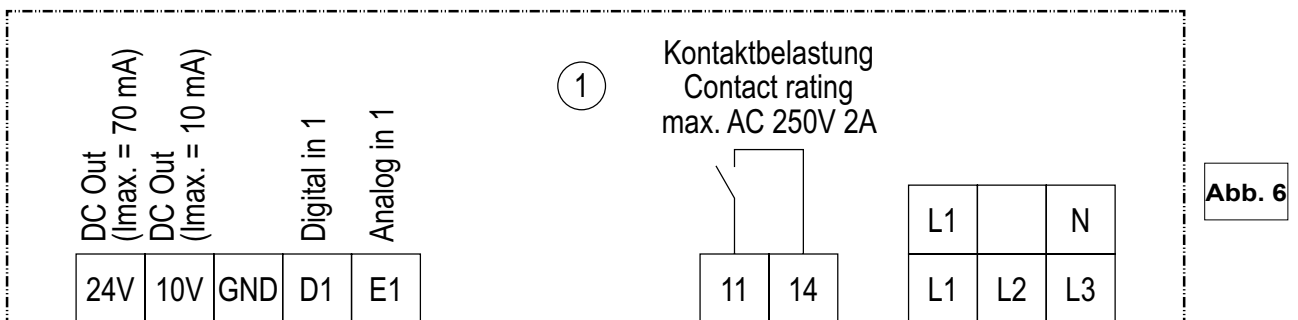 DC Out
(Imax. = 70 mA)
DC Out
(Imax. = 10 mA)
Digital in 1
Analog in 1
1
Kontaktbelastung
Contact rating
max. AC 250V 2A
Abb. 6
L1 N
24V 10V GND D1 E1 11 14 L1 L2 L3